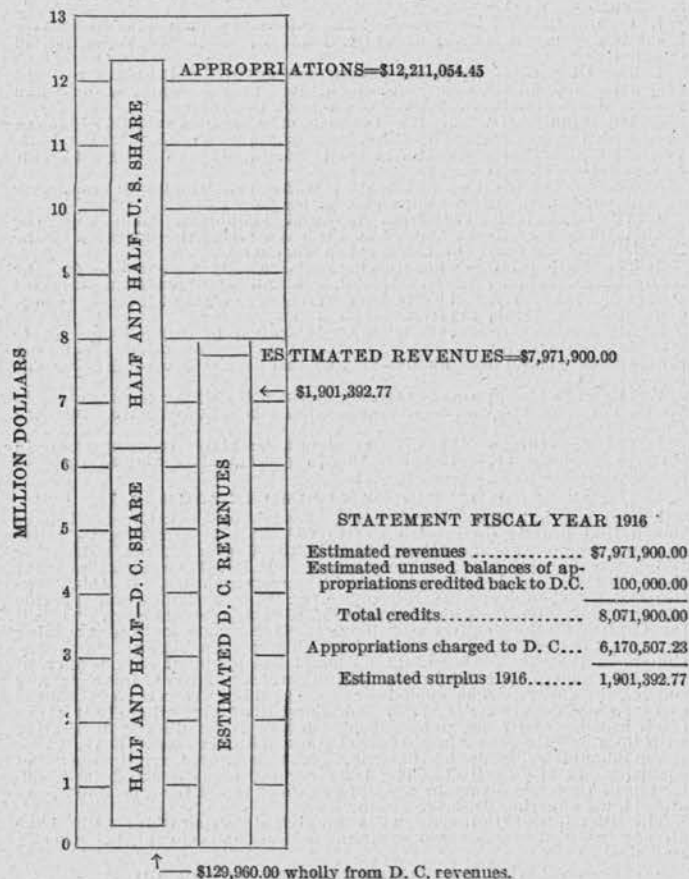 13
APPROPRIATIONS=$12,211,054.45
12
11
10
9
8
ESTIMATED REVENUES=$7,971,900.00
$1,901,392.77
7
6
5
4
3
2
1
0
MILLION DOLLARS
HALF AND HALF—U. S. SHARE
HALF AND HALF—D. C. SHARE
ESTIMATED D. C. REVENUES
STATEMENT FISCAL YEAR 1916
Estimated revenues .............. $7,971,900.00
Estimated unused balances of ap-
propriations credited back to D.C. 100,000.00
Total credits.................. 8,071,900.00
Appropriations charged to D. C... 6,170,507.23
Estimated surplus 1916....... 1,901,392.77
$129,960.00 wholly from D. C. revenues.